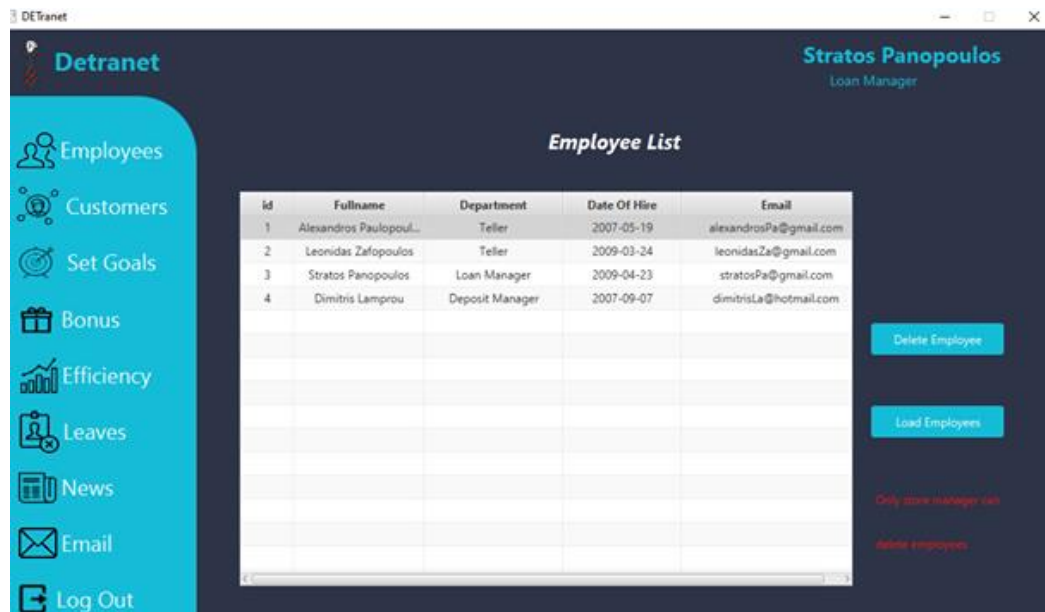 DETranet
Detranet
Stratos Panopoulos
Loan Manager
Employees
Customers
Set Goals
Bonus
Efficiency
Leaves
News
Email
Log Out
Employee List
id Fullname Department Date Of Hire Email
1 Alexandros Paulopoul... Teller 2007-05-19 alexandrosPa@gmail.com
2 Leonidas Zafopoulos Teller 2009-03-24 leonidasZa@gmail.com
3 Stratos Panopoulos Loan Manager 2009-04-23 stratosPa@gmail.com
4 Dimitris Lamprou Deposit Manager 2007-09-07 dimitrisLa@hotmail.com
Delete Employee
Load Employees
Only store manager can
delete employees